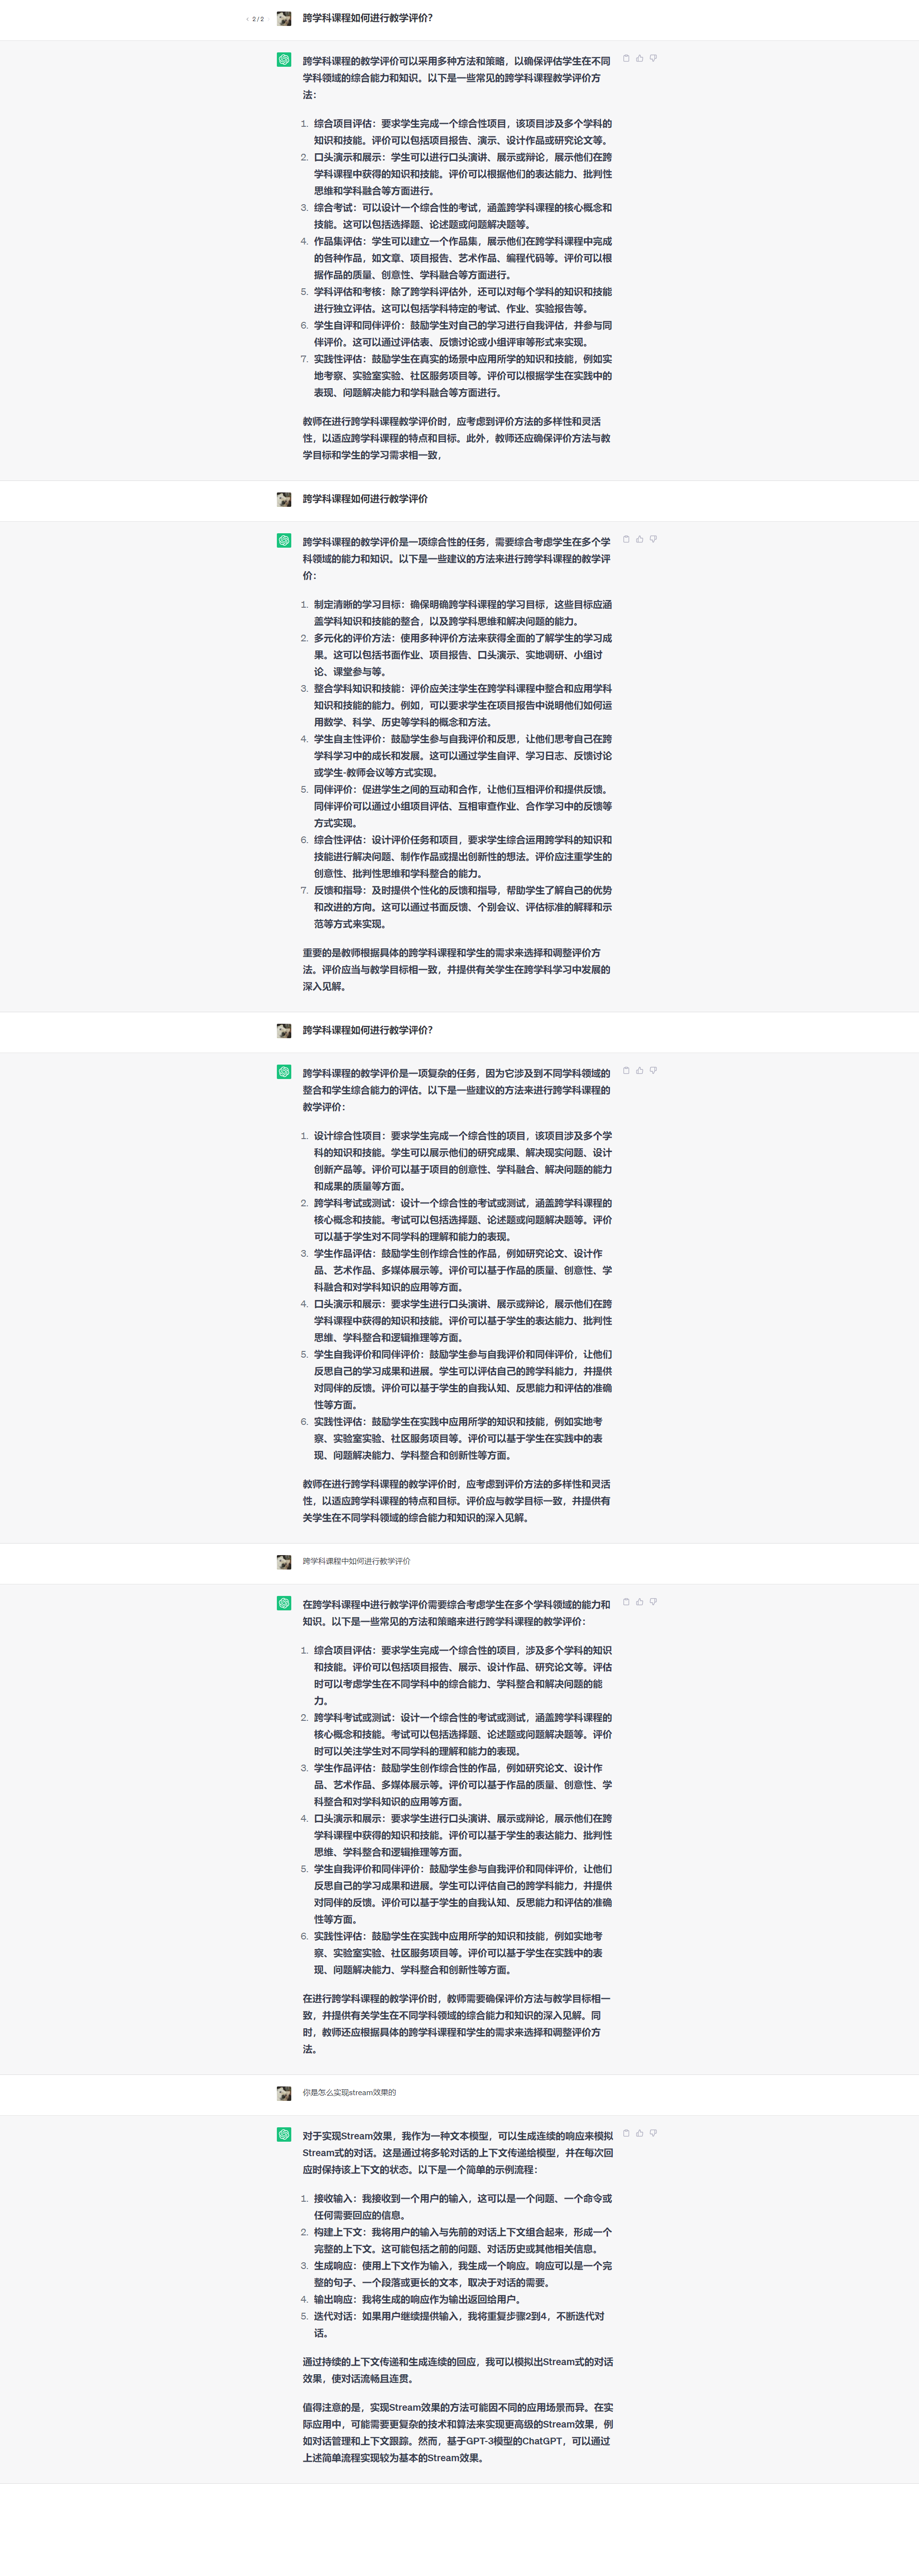 2 / 2
跨学科课程如何进行教学评价?
跨学科课程的教学评价可以采用多种方法和策略，以确保评估学生在不同
学科领域的综合能力和知识。以下是一些常见的跨学科课程教学评价方
法：
1. 综合项目评估：要求学生完成一个综合性项目，该项目涉及多个学科的
知识和技能。评价可以包括项目报告、演示、设计作品或研究论文等。
2. 口头演示和展示：学生可以进行口头演讲、展示或辩论，展示他们在跨
学科课程中获得的知识和技能。评价可以根据他们的表达能力、批判性
思维和学科融合等方面进行。
3. 综合考试：可以设计一个综合性的考试，涵盖跨学科课程的核心概念和
技能。这可以包括选择题、论述题或问题解决题等。
4. 作品集评估：学生可以建立一个作品集，展示他们在跨学科课程中完成
的各种作品，如文章、项目报告、艺术作品、编程代码等。评价可以根
据作品的质量、创意性、学科融合等方面进行。
5. 学科评估和考核：除了跨学科评估外，还可以对每个学科的知识和技能
进行独立评估。这可以包括学科特定的考试、作业、实验报告等。
6. 学生自评和同伴评价：鼓励学生对自己的学习进行自我评估，并参与同
伴评价。这可以通过评估表、反馈讨论或小组评审等形式来实现。
7. 实践性评估：鼓励学生在真实的场景中应用所学的知识和技能，例如实
地考察、实验室实验、社区服务项目等。评价可以根据学生在实践中的
表现、问题解决能力和学科融合等方面进行。
教师在进行跨学科课程教学评价时，应考虑到评价方法的多样性和灵活
性，以适应跨学科课程的特点和目标。此外，教师还应确保评价方法与教
学目标和学生的学习需求相一致，
跨学科课程如何进行教学评价
跨学科课程的教学评价是一项综合性的任务，需要综合考虑学生在多个学
科领域的能力和知识。以下是一些建议的方法来进行跨学科课程的教学评
价：
1. 制定清晰的学习目标：确保明确跨学科课程的学习目标，这些目标应涵
盖学科知识和技能的整合，以及跨学科思维和解决问题的能力。
2. 多元化的评价方法：使用多种评价方法来获得全面的了解学生的学习成
果。这可以包括书面作业、项目报告、口头演示、实地调研、小组讨
论、课堂参与等。
3. 整合学科知识和技能：评价应关注学生在跨学科课程中整合和应用学科
知识和技能的能力。例如，可以要求学生在项目报告中说明他们如何运
用数学、科学、历史等学科的概念和方法。
4. 学生自主性评价：鼓励学生参与自我评价和反思，让他们思考自己在跨
学科学习中的成长和发展。这可以通过学生自评、学习日志、反馈讨论
或学生-教师会议等方式实现。
5. 同伴评价：促进学生之间的互动和合作，让他们互相评价和提供反馈。
同伴评价可以通过小组项目评估、互相审查作业、合作学习中的反馈等
方式实现。
6. 综合性评估：设计评价任务和项目，要求学生综合运用跨学科的知识和
技能进行解决问题、制作作品或提出创新性的想法。评价应注重学生的
创意性、批判性思维和学科整合的能力。
7. 反馈和指导：及时提供个性化的反馈和指导，帮助学生了解自己的优势
和改进的方向。这可以通过书面反馈、个别会议、评估标准的解释和示
范等方式来实现。
重要的是教师根据具体的跨学科课程和学生的需求来选择和调整评价方
法。评价应当与教学目标相一致，并提供有关学生在跨学科学习中发展的
深入见解。
跨学科课程如何进行教学评价?
跨学科课程的教学评价是一项复杂的任务，因为它涉及到不同学科领域的
整合和学生综合能力的评估。以下是一些建议的方法来进行跨学科课程的
教学评价：
1. 设计综合性项目：要求学生完成一个综合性的项目，该项目涉及多个学
科的知识和技能。学生可以展示他们的研究成果、解决现实问题、设计
创新产品等。评价可以基于项目的创意性、学科融合、解决问题的能力
和成果的质量等方面。
2. 跨学科考试或测试：设计一个综合性的考试或测试，涵盖跨学科课程的
核心概念和技能。考试可以包括选择题、论述题或问题解决题等。评价
可以基于学生对不同学科的理解和能力的表现。
3. 学生作品评估：鼓励学生创作综合性的作品，例如研究论文、设计作
品、艺术作品、多媒体展示等。评价可以基于作品的质量、创意性、学
科融合和对学科知识的应用等方面。
4. 口头演示和展示：要求学生进行口头演讲、展示或辩论，展示他们在跨
学科课程中获得的知识和技能。评价可以基于学生的表达能力、批判性
思维、学科整合和逻辑推理等方面。
5. 学生自我评价和同伴评价：鼓励学生参与自我评价和同伴评价，让他们
反思自己的学习成果和进展。学生可以评估自己的跨学科能力，并提供
对同伴的反馈。评价可以基于学生的自我认知、反思能力和评估的准确
性等方面。
6. 实践性评估：鼓励学生在实践中应用所学的知识和技能，例如实地考
察、实验室实验、社区服务项目等。评价可以基于学生在实践中的表
现、问题解决能力、学科整合和创新性等方面。
教师在进行跨学科课程的教学评价时，应考虑到评价方法的多样性和灵活
性，以适应跨学科课程的特点和目标。评价应与教学目标一致，并提供有
关学生在不同学科领域的综合能力和知识的深入见解。
跨学科课程中如何进行教学评价
在跨学科课程中进行教学评价需要综合考虑学生在多个学科领域的能力和
知识。以下是一些常见的方法和策略来进行跨学科课程的教学评价：
1. 综合项目评估：要求学生完成一个综合性的项目，涉及多个学科的知识
和技能。评价可以包括项目报告、展示、设计作品、研究论文等。评估
时可以考虑学生在不同学科中的综合能力、学科整合和解决问题的能
力。
2. 跨学科考试或测试：设计一个综合性的考试或测试，涵盖跨学科课程的
核心概念和技能。考试可以包括选择题、论述题或问题解决题等。评价
时可以关注学生对不同学科的理解和能力的表现。
3. 学生作品评估：鼓励学生创作综合性的作品，例如研究论文、设计作
品、艺术作品、多媒体展示等。评价可以基于作品的质量、创意性、学
科整合和对学科知识的应用等方面。
4. 口头演示和展示：要求学生进行口头演讲、展示或辩论，展示他们在跨
学科课程中获得的知识和技能。评价可以基于学生的表达能力、批判性
思维、学科整合和逻辑推理等方面。
5. 学生自我评价和同伴评价：鼓励学生参与自我评价和同伴评价，让他们
反思自己的学习成果和进展。学生可以评估自己的跨学科能力，并提供
对同伴的反馈。评价可以基于学生的自我认知、反思能力和评估的准确
性等方面。
6. 实践性评估：鼓励学生在实践中应用所学的知识和技能，例如实地考
察、实验室实验、社区服务项目等。评价可以基于学生在实践中的表
现、问题解决能力、学科整合和创新性等方面。
在进行跨学科课程的教学评价时，教师需要确保评价方法与教学目标相一
致，并提供有关学生在不同学科领域的综合能力和知识的深入见解。同
时，教师还应根据具体的跨学科课程和学生的需求来选择和调整评价方
法。
你是怎么实现stream效果的
对于实现Stream效果，我作为一种文本模型，可以生成连续的响应来模拟
Stream式的对话。这是通过将多轮对话的上下文传递给模型，并在每次回
应时保持该上下文的状态。以下是一个简单的示例流程：
1. 接收输入：我接收到一个用户的输入，这可以是一个问题、一个命令或
任何需要回应的信息。
2. 构建上下文：我将用户的输入与先前的对话上下文组合起来，形成一个
完整的上下文。这可能包括之前的问题、对话历史或其他相关信息。
3. 生成响应：使用上下文作为输入，我生成一个响应。响应可以是一个完
整的句子、一个段落或更长的文本，取决于对话的需要。
4. 输出响应：我将生成的响应作为输出返回给用户。
5. 迭代对话：如果用户继续提供输入，我将重复步骤2到4，不断迭代对
话。
通过持续的上下文传递和生成连续的回应，我可以模拟出Stream式的对话
效果，使对话流畅且连贯。
值得注意的是，实现Stream效果的方法可能因不同的应用场景而异。在实
际应用中，可能需要更复杂的技术和算法来实现更高级的Stream效果，例
如对话管理和上下文跟踪。然而，基于GPT-3模型的ChatGPT，可以通过
上述简单流程实现较为基本的Stream效果。